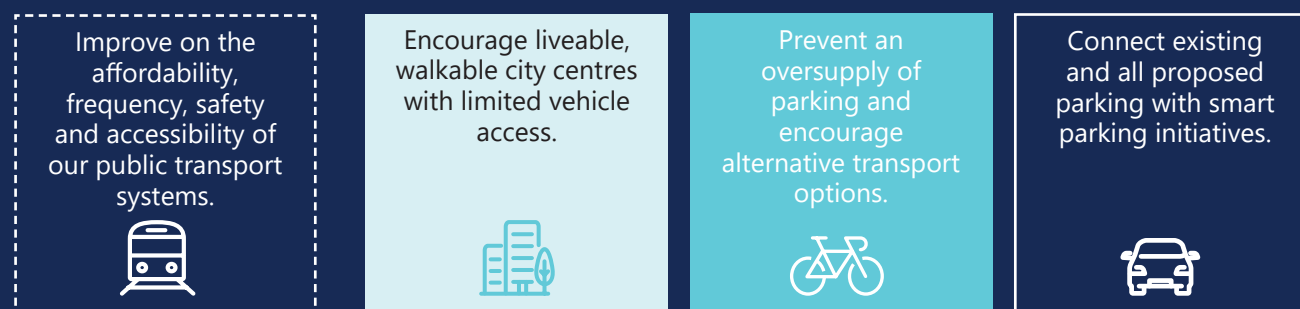 Improve on the
affordability,
frequency, safety
and accessibility of
our public transport
systems.
Encourage liveable,
walkable city centres
with limited vehicle
access.
Prevent an
oversupply of
parking and
encourage
alternative transport
options.
Connect existing
and all proposed
parking with smart
parking initiatives.